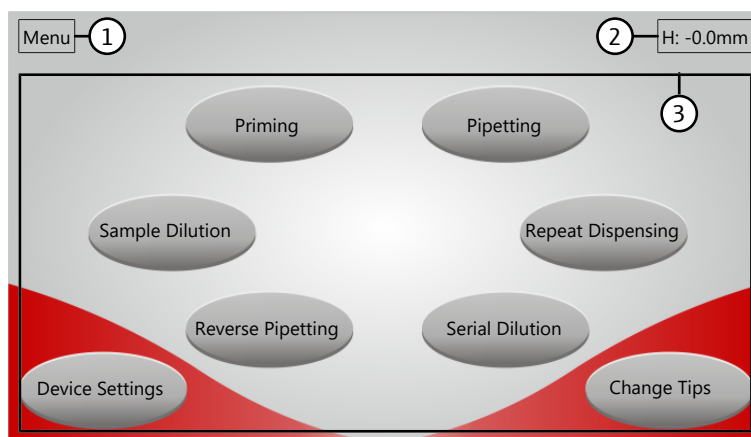 Menu
1
2
H: -0.0mm
3
Priming
Pipetting
Sample Dilution
Repeat Dispensing
Reverse Pipetting
Serial Dilution
Device Settings
Change Tips